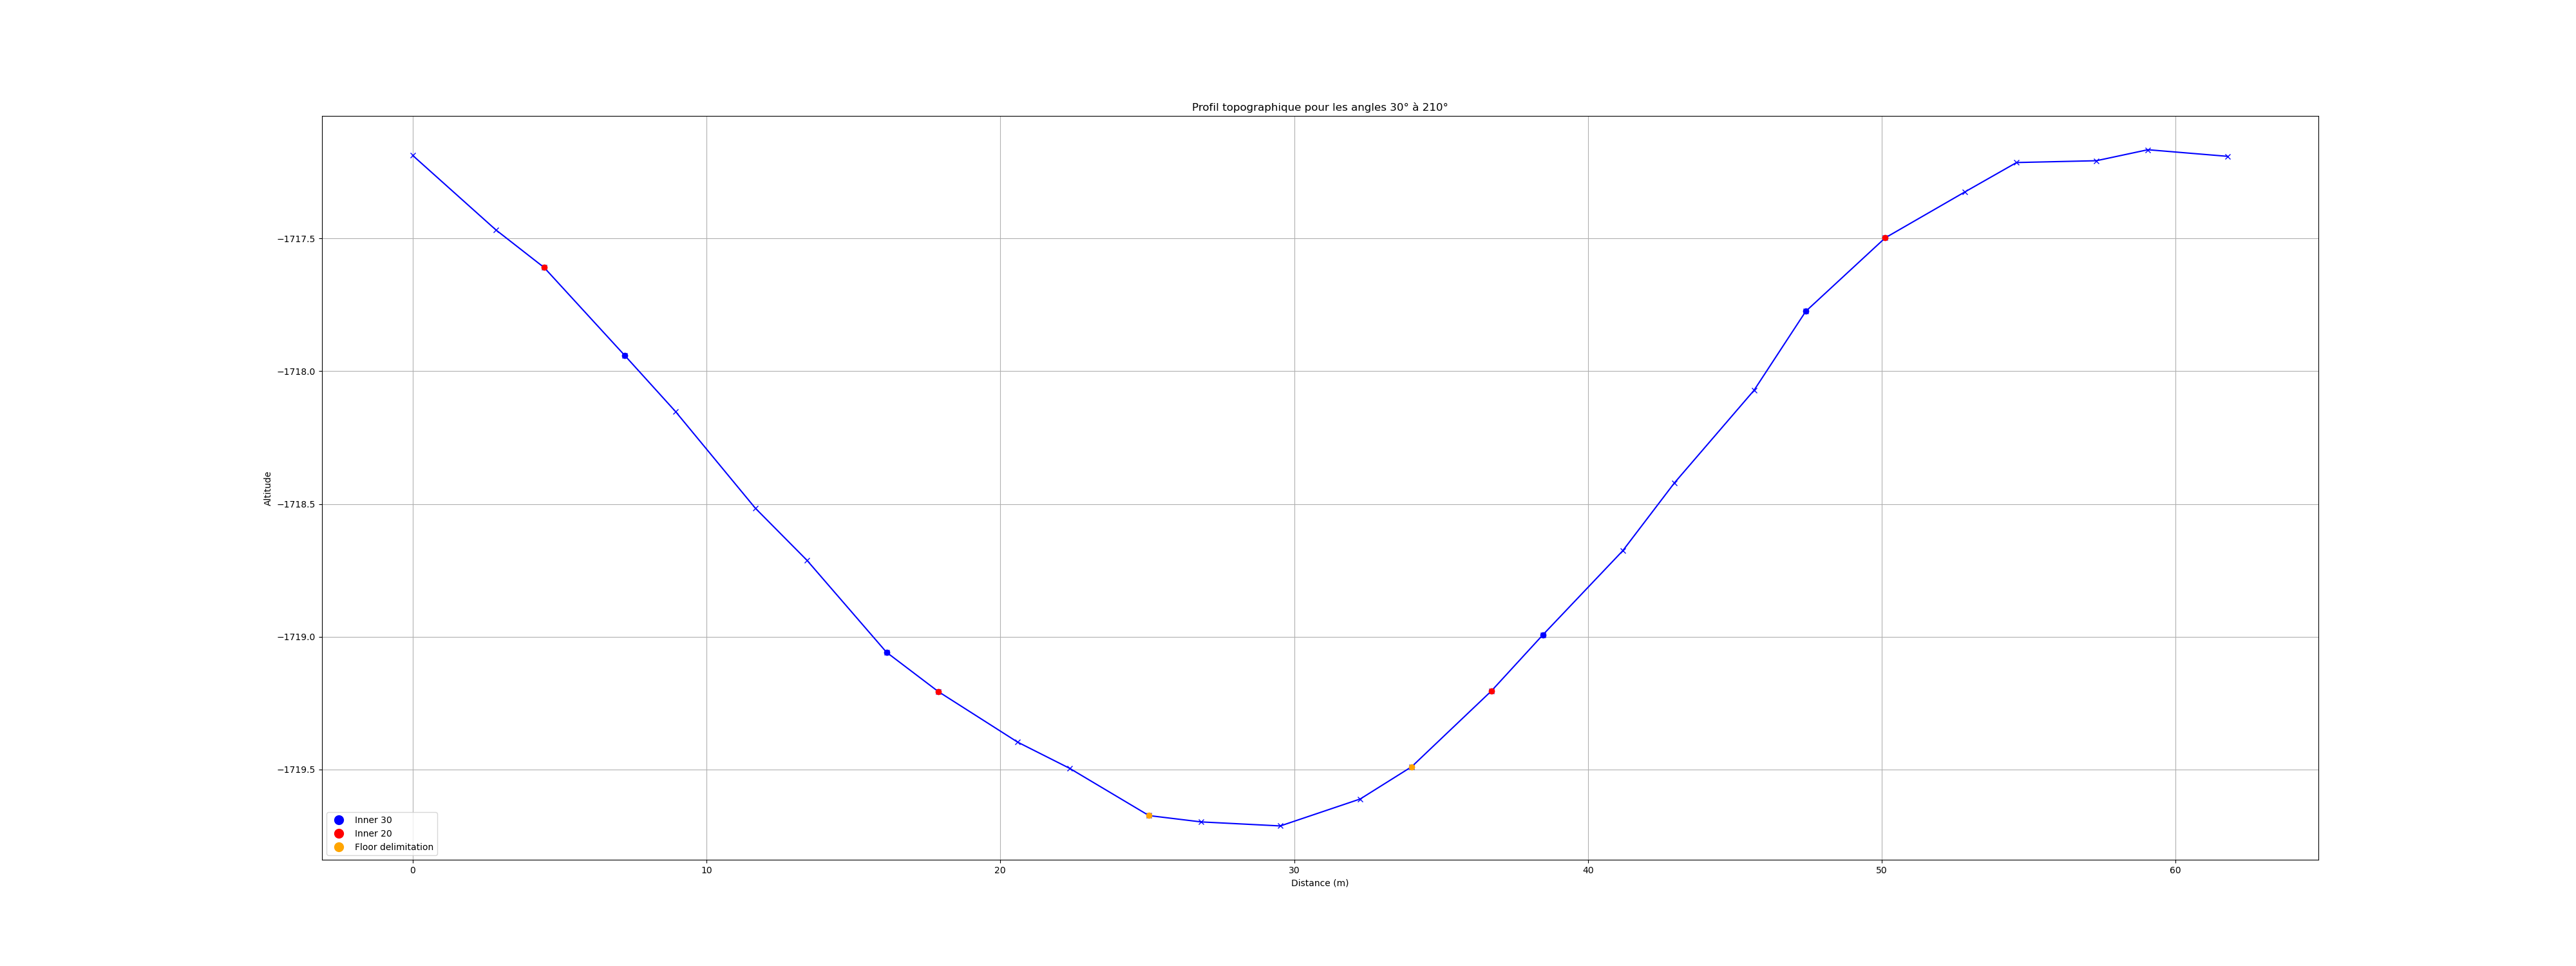 Profil topographique pour les angles 30° à 210°
Altitude
−1717.5
−1718.0
−1718.5
−1719.0
−1719.5
Inner 30
Inner 20
Floor delimitation
0 10 20 30 40 50 60
Distance (m)